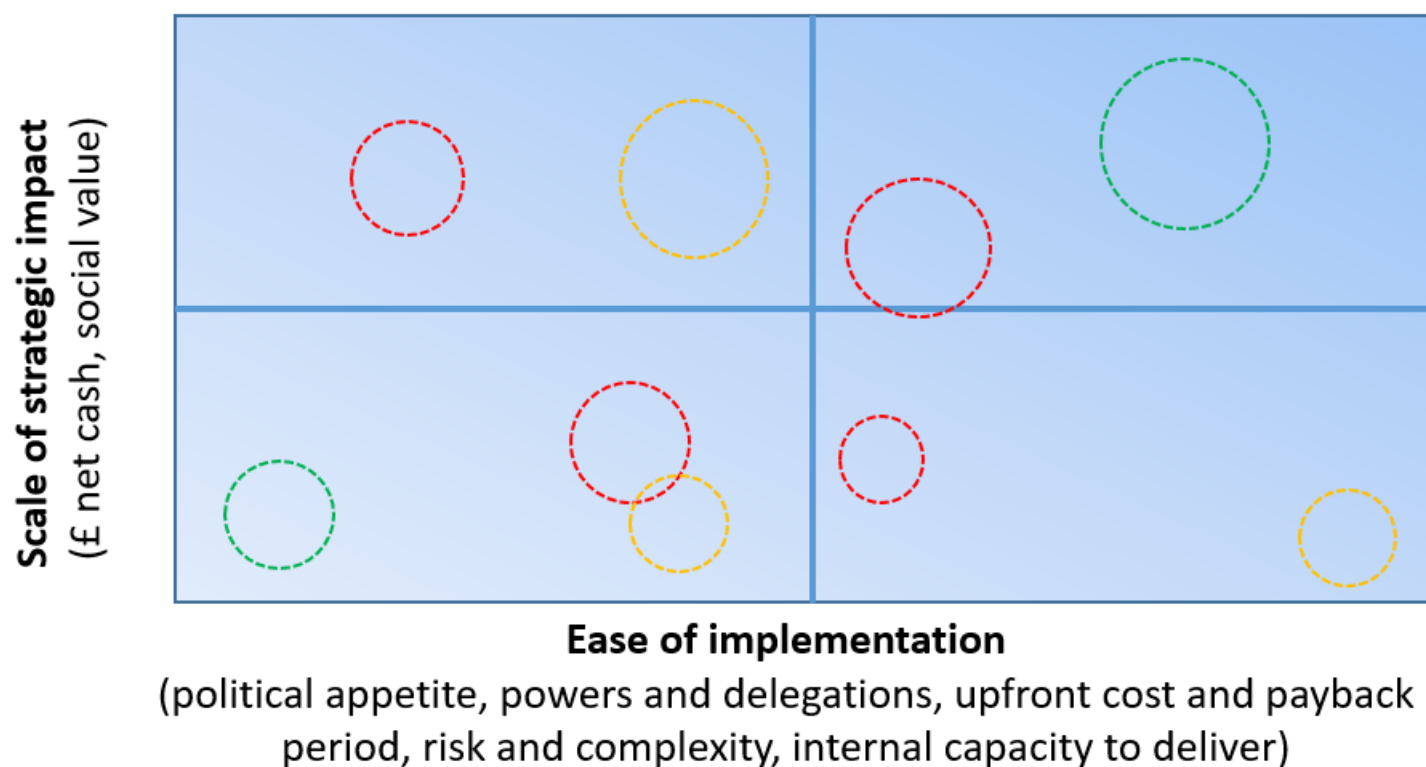 Scale of strategic impact
(£ net cash, social value)
Ease of implementation
(political appetite, powers and delegations, upfront cost and payback
period, risk and complexity, internal capacity to deliver)